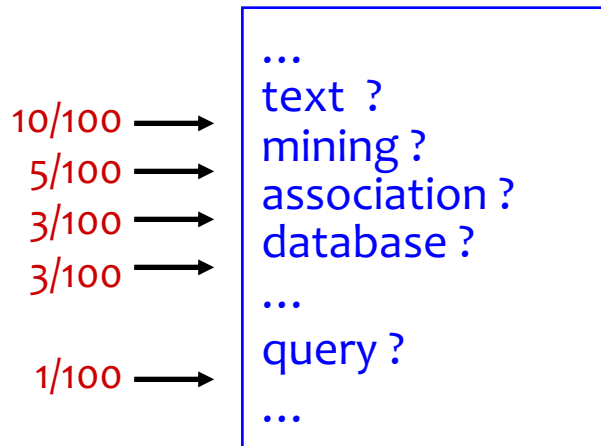 ...
text ?
10/100
mining ?
5/100
association ?
3/100
database ?
3/100
...
query ?
1/100
...